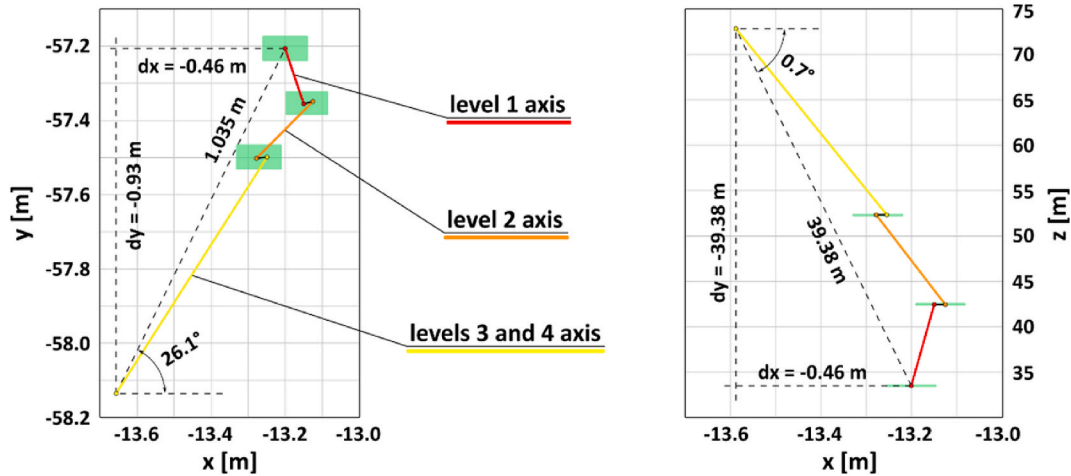 -57.2
-57.4
-57.6
-57.8
-58.0
-58.2
y [m]
-13.6
-13.4
-13.2
-13.0
x [m]
dx = -0.46 m
dy = -0.93 m
1.035 m
26.1°
level 1 axis
level 2 axis
levels 3 and 4 axis
75
70
65
60
55
50
45
40
35
z [m]
-13.6
-13.4
-13.2
-13.0
x [m]
0.7°
dy = -39.38 m
39.38 m
dx = -0.46 m